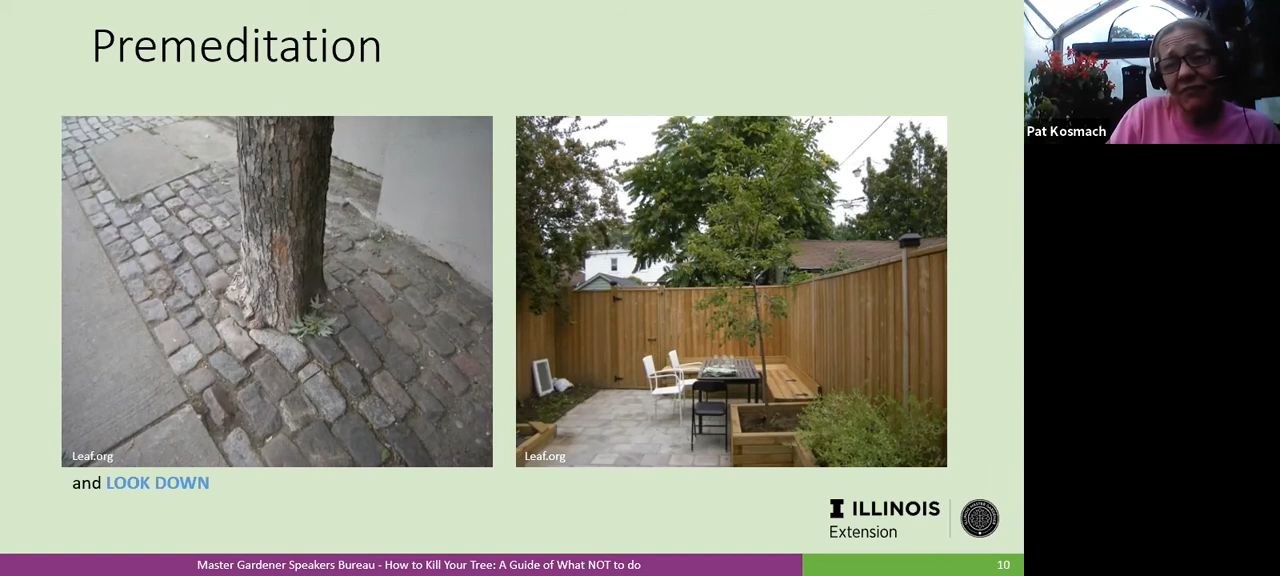 Premeditation
Pat Kosmach
Leaf.org
Leaf.org
and LOOK DOWN
ILLINOIS
Extension
Master Gardener Speakers Bureau - How to Kill Your Tree: A Guide of What NOT to do
10